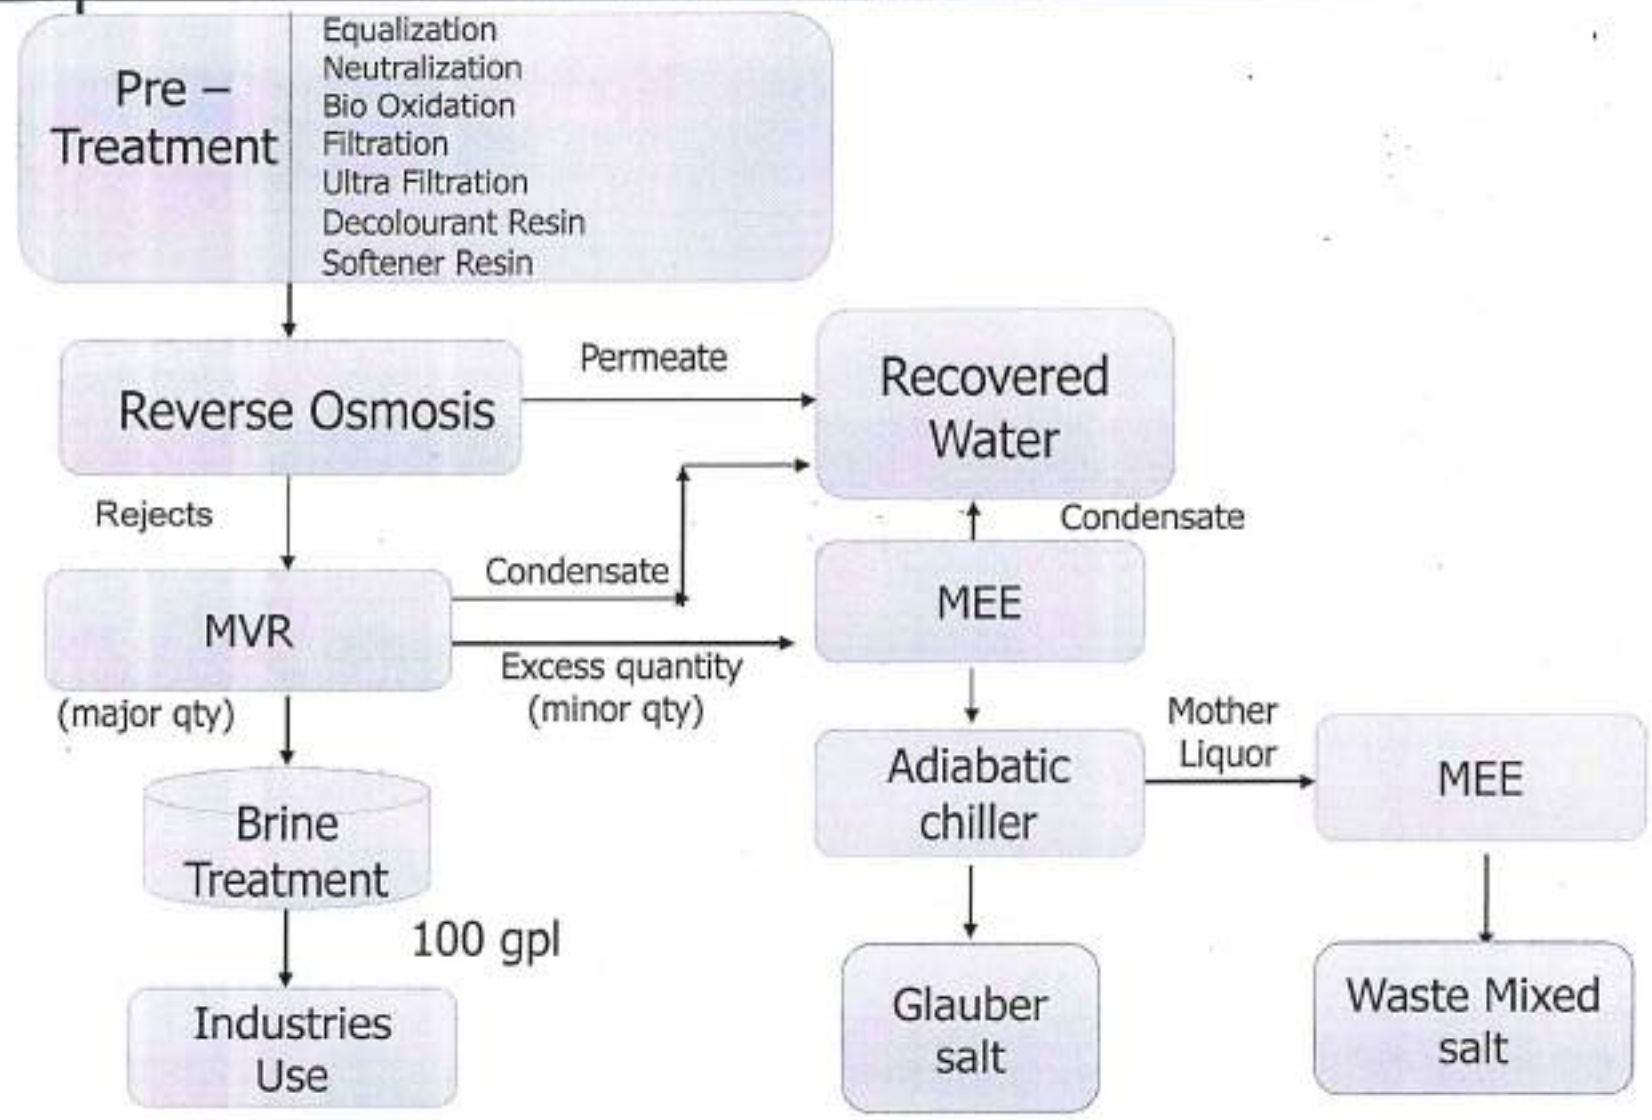 Pre –
Treatment
Equalization
Neutralization
Bio Oxidation
Filtration
Ultra Filtration
Decolourant Resin
Softener Resin
Reverse Osmosis
Permeate
Recovered
Water
Rejects
Condensate
Condensate
MVR
MEE
Excess quantity
(minor qty)
(major qty)
Mother
Liquor
Adiabatic
chiller
MEE
Brine
Treatment
100 gpl
Industries
Use
Glauber
salt
Waste Mixed
salt